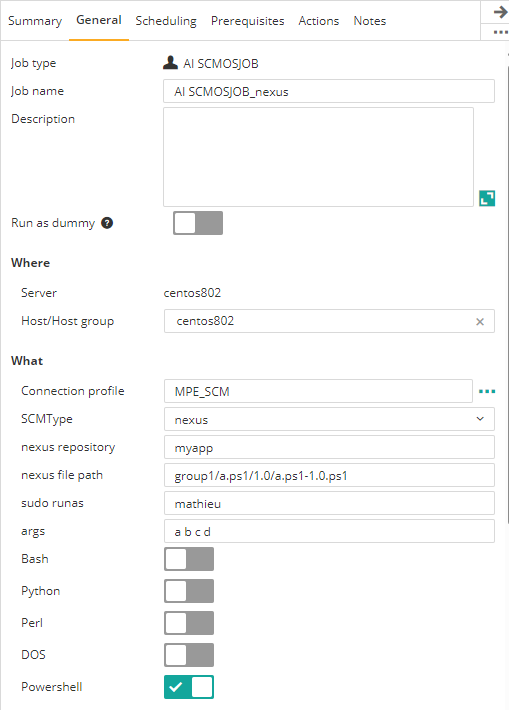 Summary General Scheduling Prerequisites Actions Notes
Job type AI SCMOSJOB
Job name AI SCMOSJOB_nexus
Description
Run as dummy ?
Where
Server centos802
Host/Host group centos802
What
Connection profile MPE_SCM
SCMType nexus
nexus repository myapp
nexus file path group1/a.ps1/1.0/a.ps1-1.0.ps1
sudo runas mathieu
args a b c d
Bash
Python
Perl
DOS
Powershell